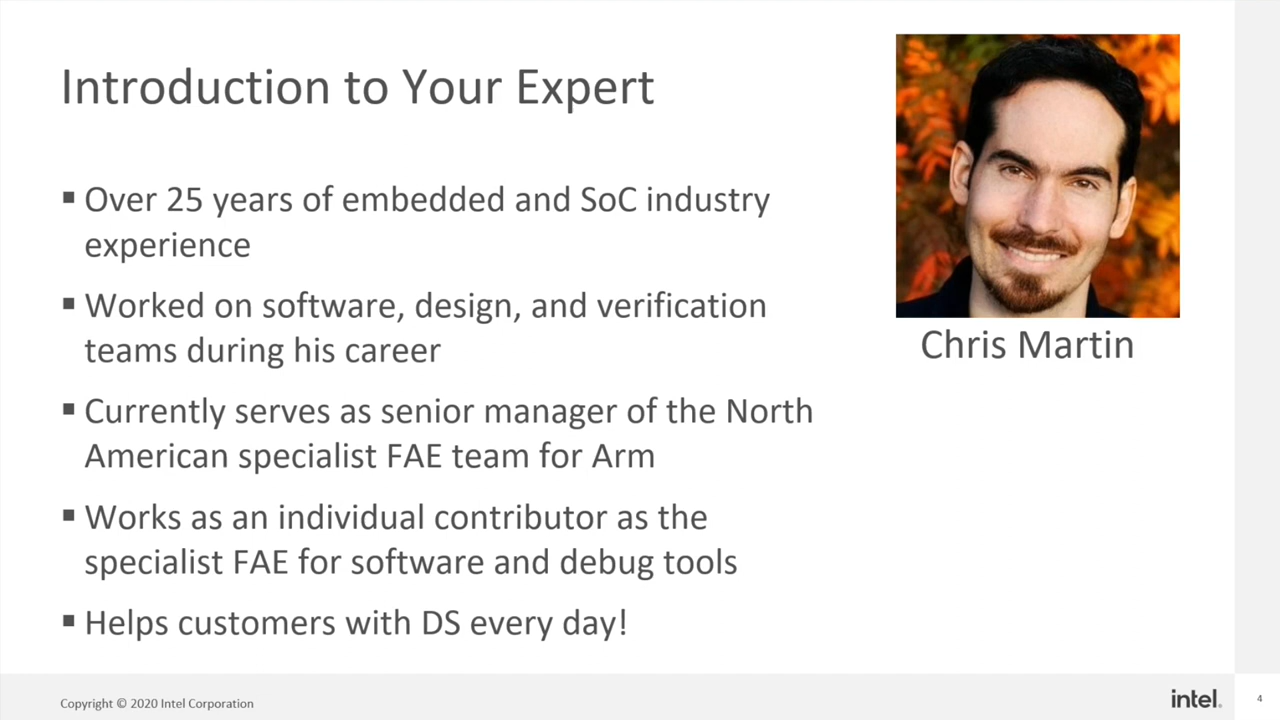 Introduction to Your Expert
▪ Over 25 years of embedded and SoC industry
experience
▪ Worked on software, design, and verification
teams during his career
▪ Currently serves as senior manager of the North
American specialist FAE team for Arm
▪ Works as an individual contributor as the
specialist FAE for software and debug tools
▪ Helps customers with DS every day!
Chris Martin
Copyright © 2020 Intel Corporation
intel.
4